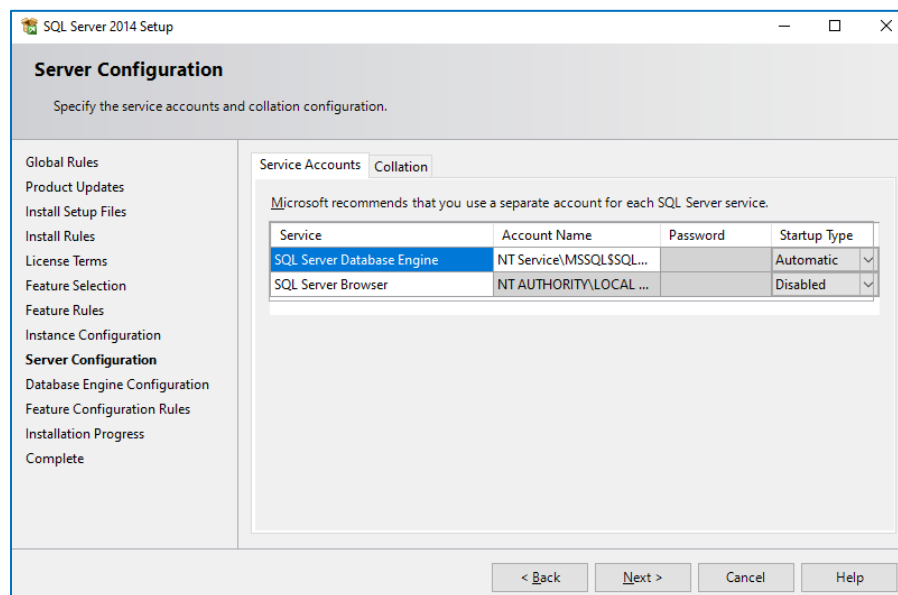 SQL Server 2014 Setup
Server Configuration
Specify the service accounts and collation configuration.
Global Rules
Product Updates
Install Setup Files
Install Rules
License Terms
Feature Selection
Feature Rules
Instance Configuration
Server Configuration
Database Engine Configuration
Feature Configuration Rules
Installation Progress
Complete
Service Accounts Collation
Microsoft recommends that you use a separate account for each SQL Server service.
Service Account Name Password Startup Type
SQL Server Database Engine NT Service\MSSQL$SQL... Automatic
SQL Server Browser NT AUTHORITY\LOCAL ... Disabled
< Back Next > Cancel Help